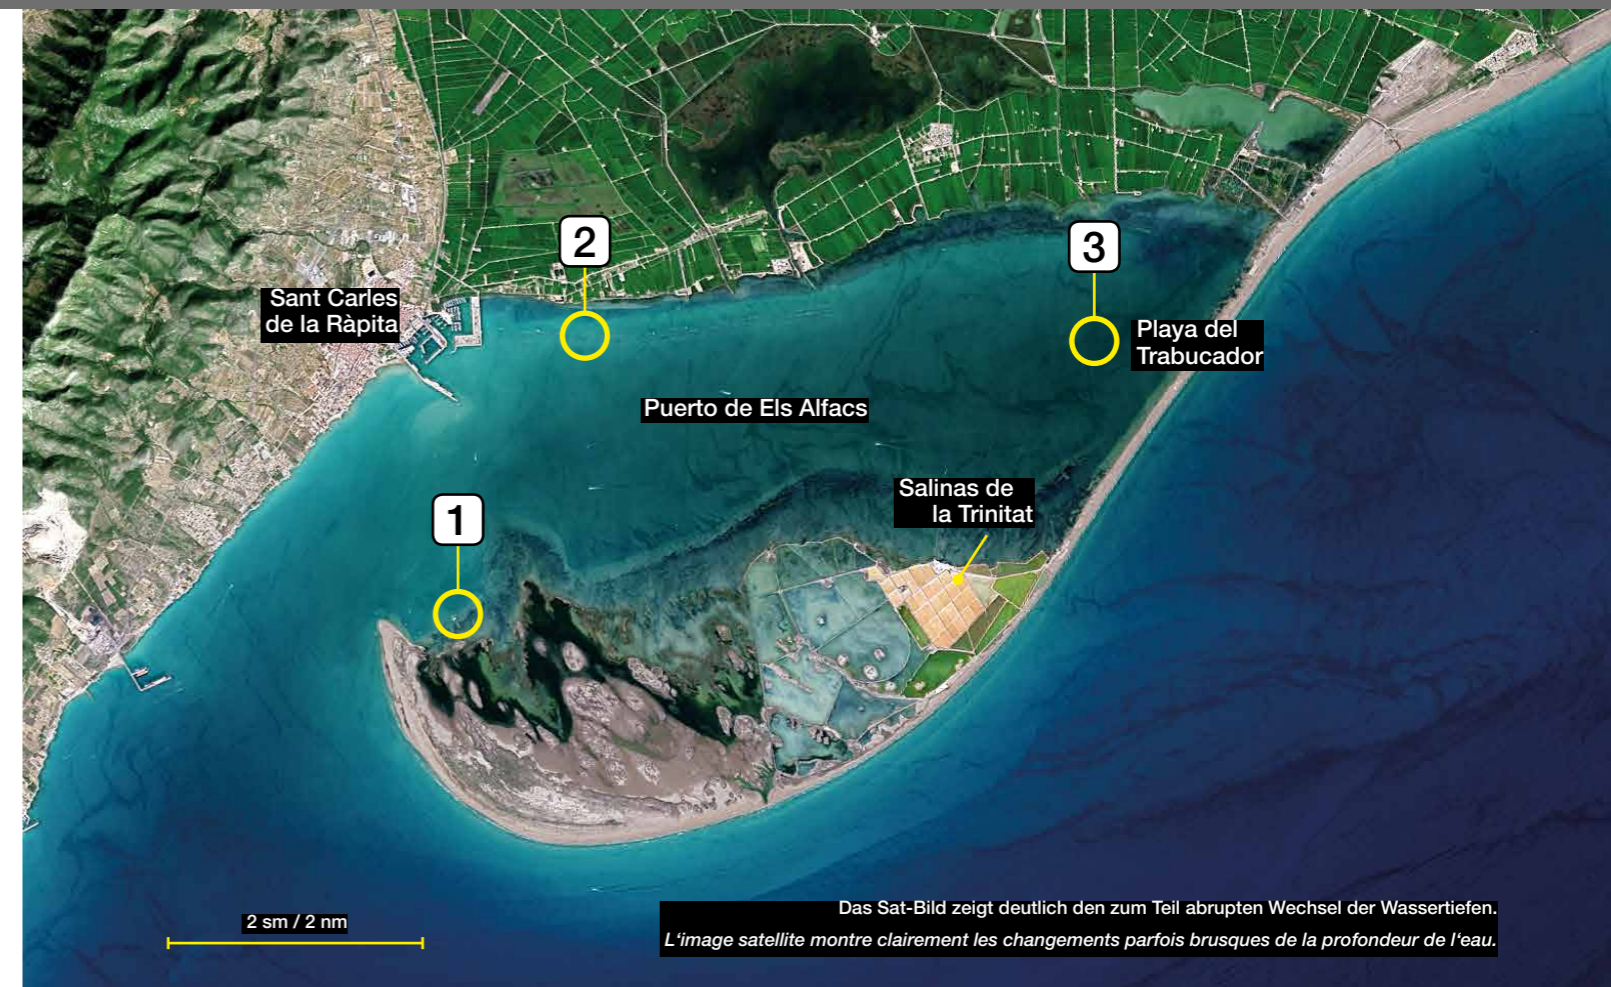 2
3
Sant Carles
de la Ràpita
Playa del
Trabucador
Puerto de Els Alfacs
Salinas de
la Trinitat
1
2 sm / 2 nm
Das Sat-Bild zeigt deutlich den zum Teil abrupten Wechsel der Wassertiefen.
L‘image satellite montre clairement les changements parfois brusques de la profondeur de l‘eau.